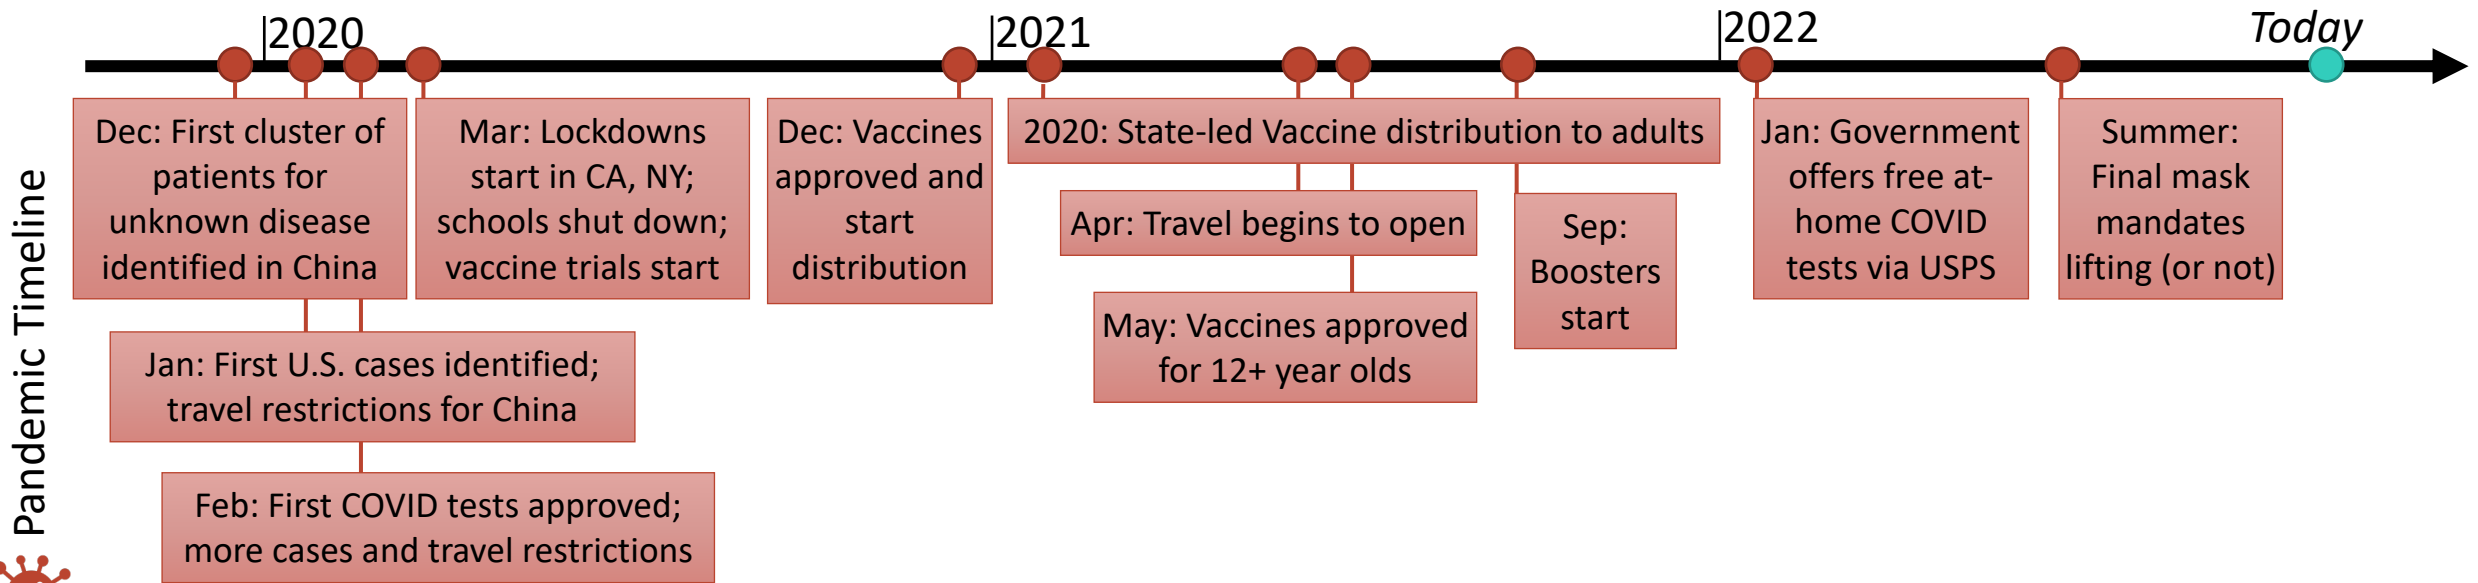 Pandemic Timeline
2020
2021
2022
Today
Dec: First cluster of
patients for
unknown disease
identified in China
Mar: Lockdowns
start in CA, NY;
schools shut down;
vaccine trials start
Dec: Vaccines
approved and
start
distribution
2020: State-led Vaccine distribution to adults
Jan: Government
offers free at-
home COVID
tests via USPS
Summer:
Final mask
mandates
lifting (or not)
Apr: Travel begins to open
Sep:
Boosters
start
May: Vaccines approved
for 12+ year olds
Jan: First U.S. cases identified;
travel restrictions for China
Feb: First COVID tests approved;
more cases and travel restrictions